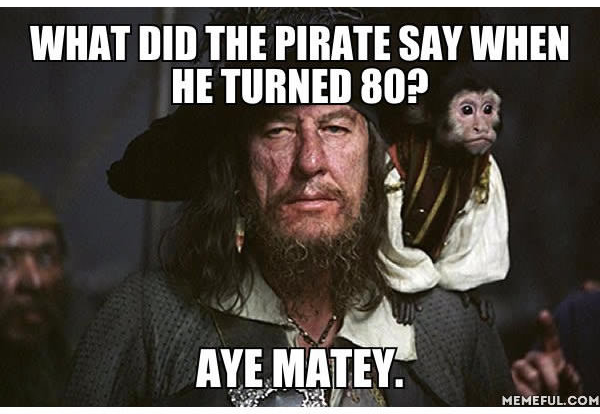 WHAT DID THE PIRATE SAY WHEN
HE TURNED 80?
AYE MATEY.
MEMEFUL.COM